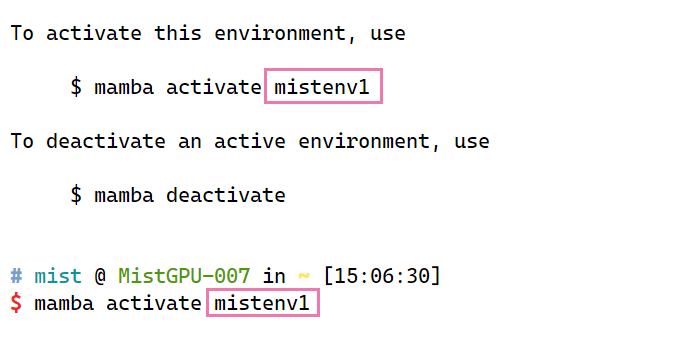 To activate this environment, use
$ mamba activate mistenv1
To deactivate an active environment, use
$ mamba deactivate
# mist @ MistGPU-007 in ~ [15:06:30]
$ mamba activate mistenv1